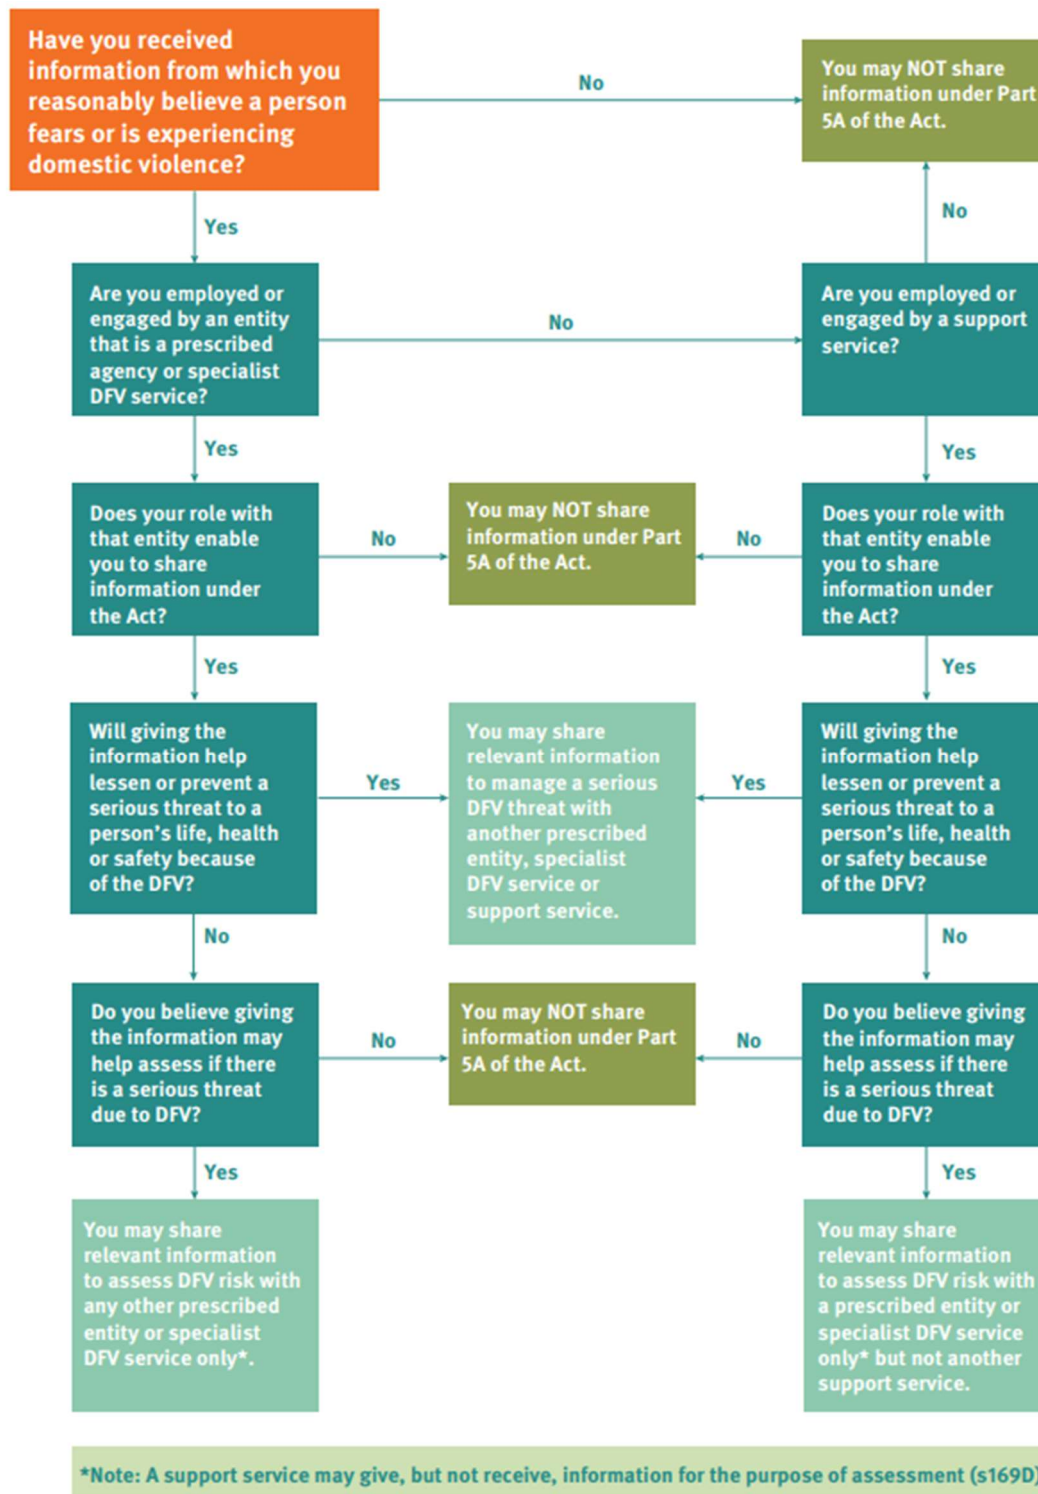 Have you received
information from which you
reasonably believe a person
fears or is experiencing
domestic violence?
No
You may NOT share
information under Part
5A of the Act.
Yes
No
Are you employed or
engaged by an entity
that is a prescribed
agency or specialist
DFV service?
No
Are you employed or
engaged by a support
service?
Yes
Yes
Does your role with
that entity enable
you to share
information under
the Act?
No
You may NOT share
information under Part
5A of the Act.
No
Does your role with
that entity enable
you to share
information under
the Act?
Yes
Yes
Will giving the
information help
lessen or prevent a
serious threat to a
person's life, health
or safety because
of the DFV?
Yes
You may share
relevant information
to manage a serious
DFV threat with
another prescribed
entity, specialist
DFV service or
support service.
Yes
Will giving the
information help
lessen or prevent a
serious threat to a
person's life, health
or safety because
of the DFV?
No
No
Do you believe giving
the information may
help assess if there
is a serious threat
due to DFV?
No
You may NOT share
information under Part
5A of the Act.
No
Do you believe giving
the information may
help assess if there
is a serious threat
due to DFV?
Yes
Yes
You may share
relevant information
to assess DFV risk with
any other prescribed
entity or specialist
DFV service only*.
You may share
relevant information
to assess DFV risk with
a prescribed entity or
specialist DFV service
only* but not another
support service.
*Note: A support service may give, but not receive, information for the purpose of assessment (s169D)